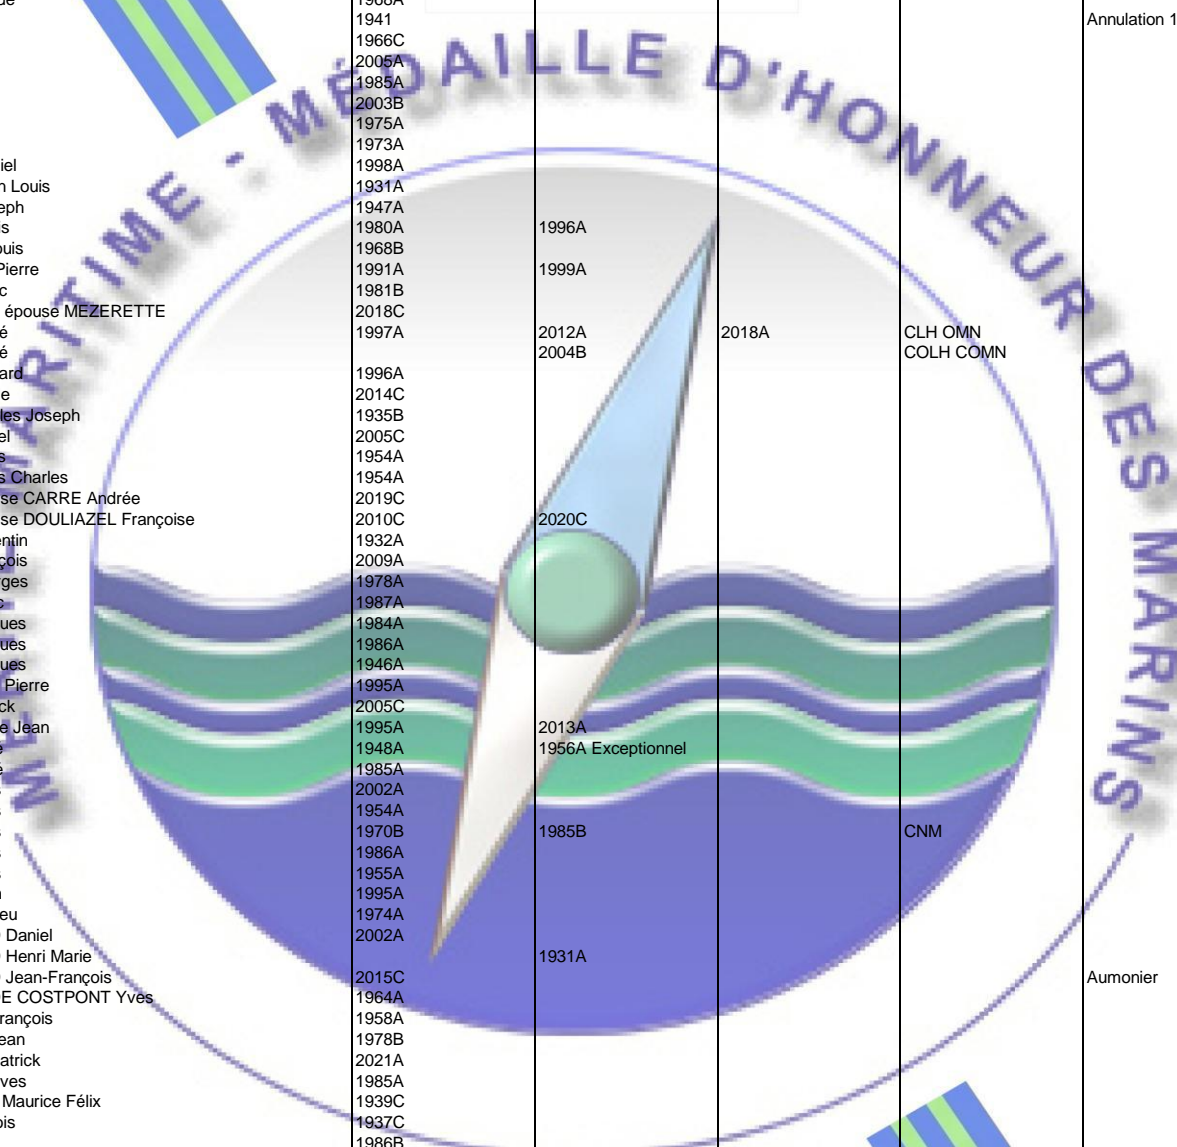 1941 Annulation 1
1966C
2005A
1985A
2003B
1975A
1973A
iel 1998A
n Louis 1931A
eph 1947A
is 1980A 1996A
ouis 1968B
Pierre 1991A 1999A
c 1981B
épouse MEZERETTE 2018C
é 1997A 2012A 2018A CLH OMN
é 2004B COLH COMN
ard 1996A
e 2014C
les Joseph 1935B
el 2005C
s 1954A
s Charles 1954A
se CARRE Andrée 2019C
se DOULIAZEL Françoise 2010C 2020C
entin 1932A
çois 2009A
rges 1978A
c 1987A
ues 1984A
ues 1986A
ues 1946A
Pierre 1995A
ck 2005C
e Jean 1995A 2013A
e 1948A 1956A Exceptionnel
é 1985A
2002A
1954A
s 1970B 1985B CNM
s 1986A
s 1955A
n 1995A
eu 1974A
Daniel 2002A
Henri Marie 1931A
Jean-François 2015C Aumonier
DE COSTPONT Yves 1964A
rançois 1958A
ean 1978B
atrick 2021A
ves 1985A
Maurice Félix 1939C
ois 1937C
1986B
MARITIME - MÉDAILLE D'HONNEUR DES MARINS